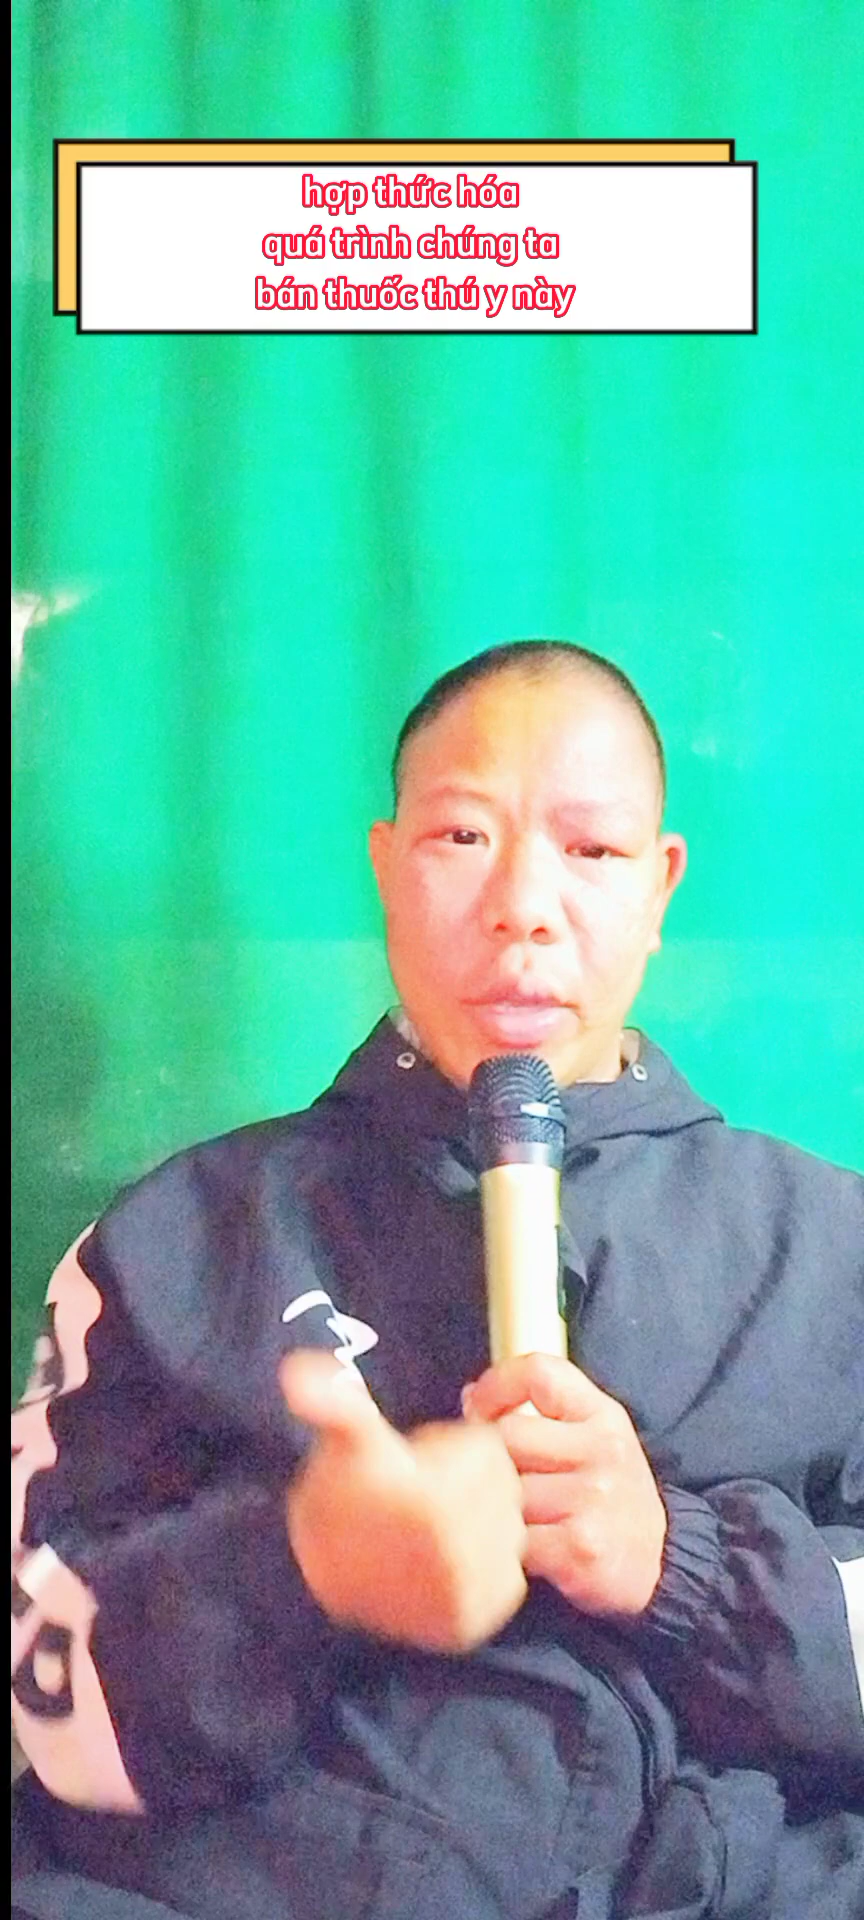 hợp thức hóa
quá trình chúng ta
bán thuốc thú y này